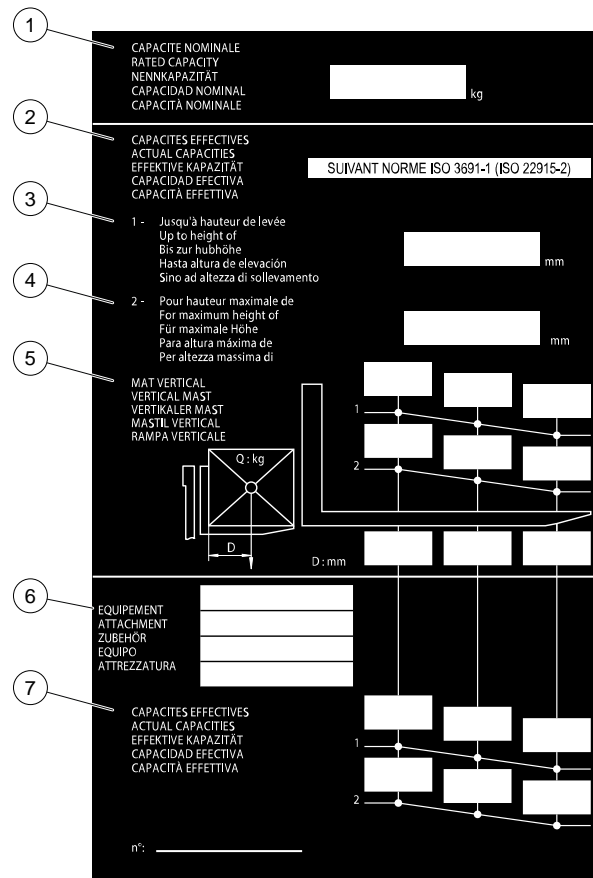 1
CAPACITE NOMINALE
RATED CAPACITY
NENNKAPAZITÄT
CAPACIDAD NOMINAL
CAPACITÀ NOMINALE
kg
2
CAPACITES EFFECTIVES
ACTUAL CAPACITIES
EFFEKTIVE KAPAZITÄT
CAPACIDAD EFECTIVA
CAPACITÀ EFFETTIVA
SUIVANT NORME ISO 3691-1 (ISO 22915-2)
3
1 - Jusqu'à hauteur de levée
Up to height of
Bis zur hubhöhe
Hasta altura de elevación
Sino ad altezza di sollevamento
mm
4
2 - Pour hauteur maximale de
For maximum height of
Für maximale Höhe
Para altura máxima de
Per altezza massima di
mm
5
MAT VERTICAL
VERTICAL MAST
VERTIKALER MAST
MASTIL VERTICAL
RAMPA VERTICALE
1
2
Q : kg
D
D : mm
6
EQUIPEMENT
ATTACHMENT
ZUBEHÖR
EQUIPO
ATTREZZATURA
7
CAPACITES EFFECTIVES
ACTUAL CAPACITIES
EFFEKTIVE KAPAZITÄT
CAPACIDAD EFECTIVA
CAPACITÀ EFFETTIVA
1
2
n°: